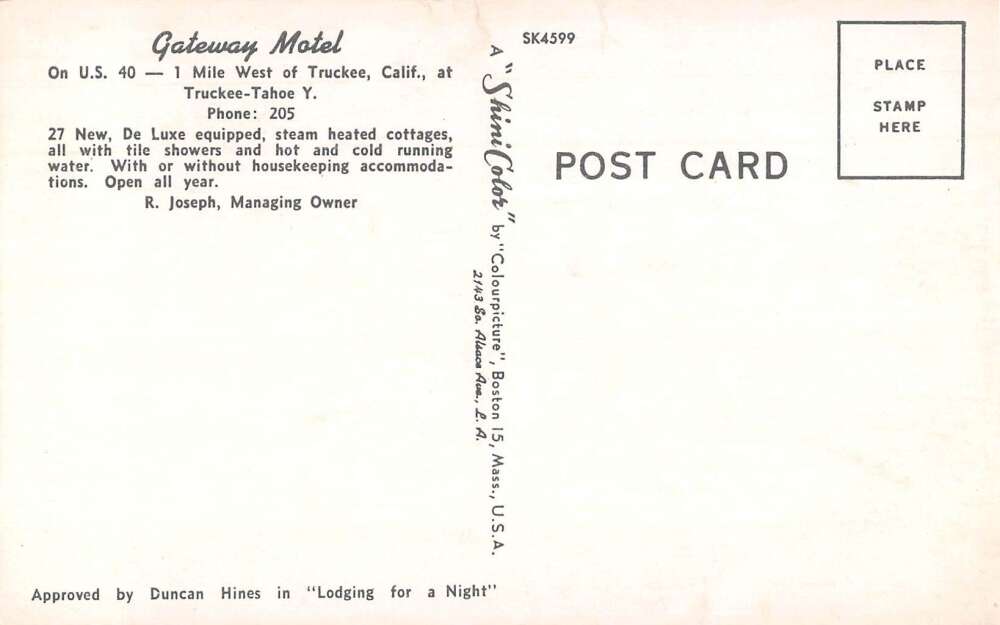 Gateway Motel
On U.S. 40 — 1 Mile West of Truckee, Calif., at
Truckee-Tahoe Y.
Phone: 205
27 New, De Luxe equipped, steam heated cottages,
all with tile showers and hot and cold running
water. With or without housekeeping accommoda-
tions. Open all year.
R. Joseph, Managing Owner
Approved by Duncan Hines in "Lodging for a Night"
A "ShiniColor" by "Colourpicture", Boston 15, Mass., U.S.A.
2143 So. Alsace Ave., L.A.
SK4599
POST CARD
PLACE
STAMP
HERE